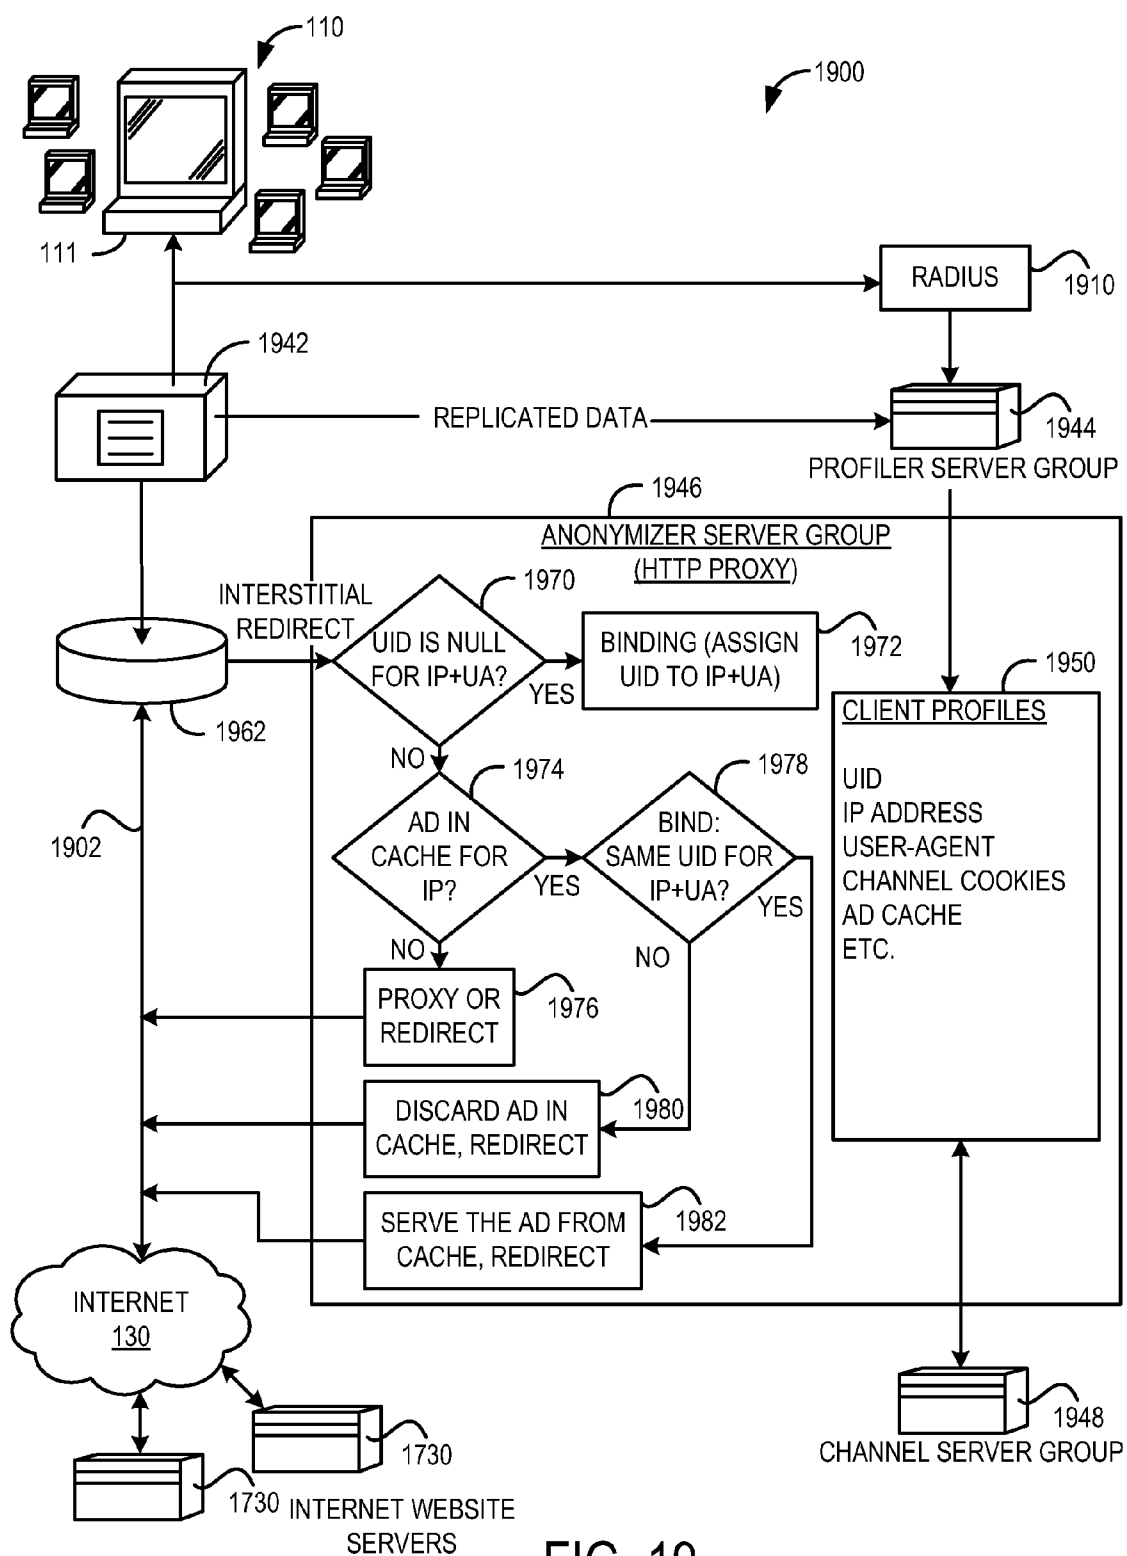 110
1900
111
RADIUS
1910
1942
REPLICATED DATA
1944
PROFILER SERVER GROUP
1946
ANONYMIZER SERVER GROUP
(HTTP PROXY)
INTERSTITIAL
REDIRECT
1970
UID IS NULL
FOR IP+UA?
YES
BINDING (ASSIGN
UID TO IP+UA)
1972
1950
CLIENT PROFILES
UID
IP ADDRESS
USER-AGENT
CHANNEL COOKIES
AD CACHE
ETC.
1962
NO
1974
AD IN
CACHE FOR
IP?
YES
1978
BIND:
SAME UID FOR
IP+UA?
YES
NO
NO
1902
PROXY OR
REDIRECT
1976
DISCARD AD IN
CACHE, REDIRECT
1980
SERVE THE AD FROM
CACHE, REDIRECT
1982
INTERNET
130
1948
CHANNEL SERVER GROUP
1730
1730
INTERNET WEBSITE
SERVERS
FIG. 19